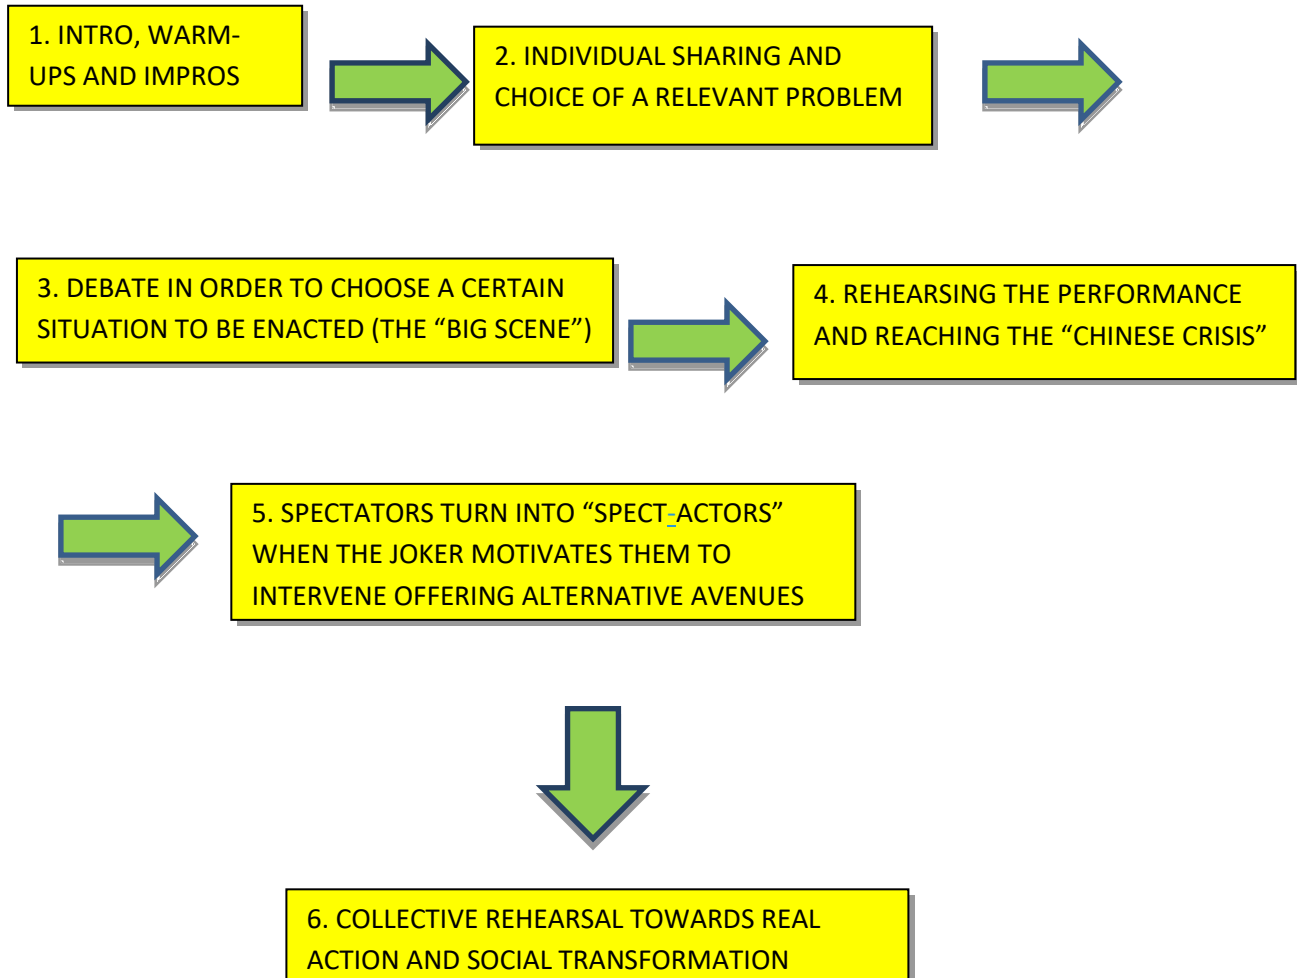 1. INTRO, WARM-
UPS AND IMPROS
2. INDIVIDUAL SHARING AND
CHOICE OF A RELEVANT PROBLEM
3. DEBATE IN ORDER TO CHOOSE A CERTAIN
SITUATION TO BE ENACTED (THE “BIG SCENE”)
4. REHEARSING THE PERFORMANCE
AND REACHING THE “CHINESE CRISIS”
5. SPECTATORS TURN INTO “SPECT-ACTORS”
WHEN THE JOKER MOTIVATES THEM TO
INTERVENE OFFERING ALTERNATIVE AVENUES
6. COLLECTIVE REHEARSAL TOWARDS REAL
ACTION AND SOCIAL TRANSFORMATION